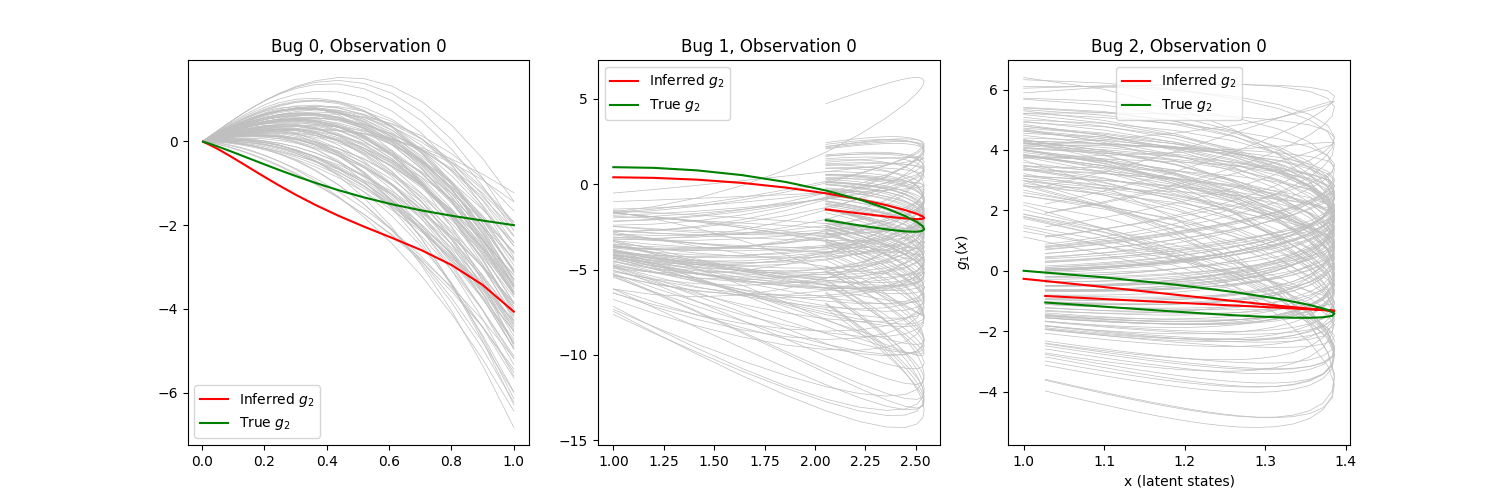 Bug 0, Observation 0
0
−2
−4
−6
Inferred g₂
True g₂
0.0 0.2 0.4 0.6 0.8 1.0
Bug 1, Observation 0
Inferred g₂
True g₂
5
0
−5
−10
−15
1.00 1.25 1.50 1.75 2.00 2.25 2.50
Bug 2, Observation 0
Inferred g₂
True g₂
6
4
2
0
−2
−4
g₁(x)
1.0 1.1 1.2 1.3 1.4
x (latent states)